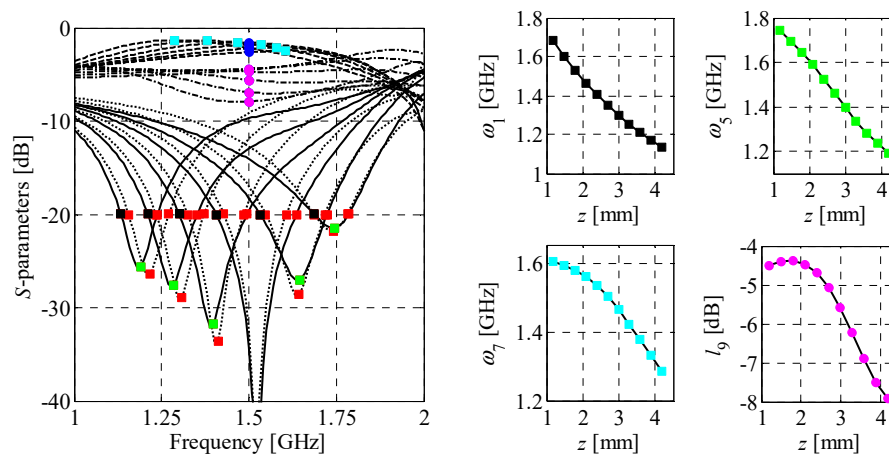 0
-10
-20
-30
-40
S-parameters [dB]
1 1.25 1.5 1.75 2
Frequency [GHz]
1.8
1.6
1.4
1.2
1
ω1 [GHz]
1 2 3 4
z [mm]
1.8
1.6
1.4
1.2
ω5 [GHz]
1 2 3 4
z [mm]
1.6
1.4
1.2
ω7 [GHz]
1 2 3 4
z [mm]
-4
-5
-6
-7
-8
l9 [dB]
1 2 3 4
z [mm]